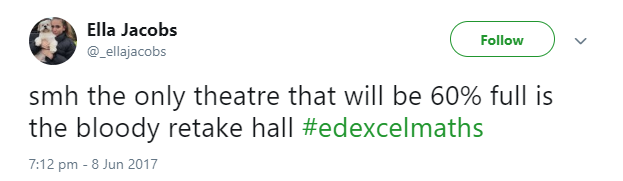 Ella Jacobs
@_ellajacobs
Follow
smh the only theatre that will be 60% full is
the bloody retake hall #edexcelmaths
7:12 pm - 8 Jun 2017